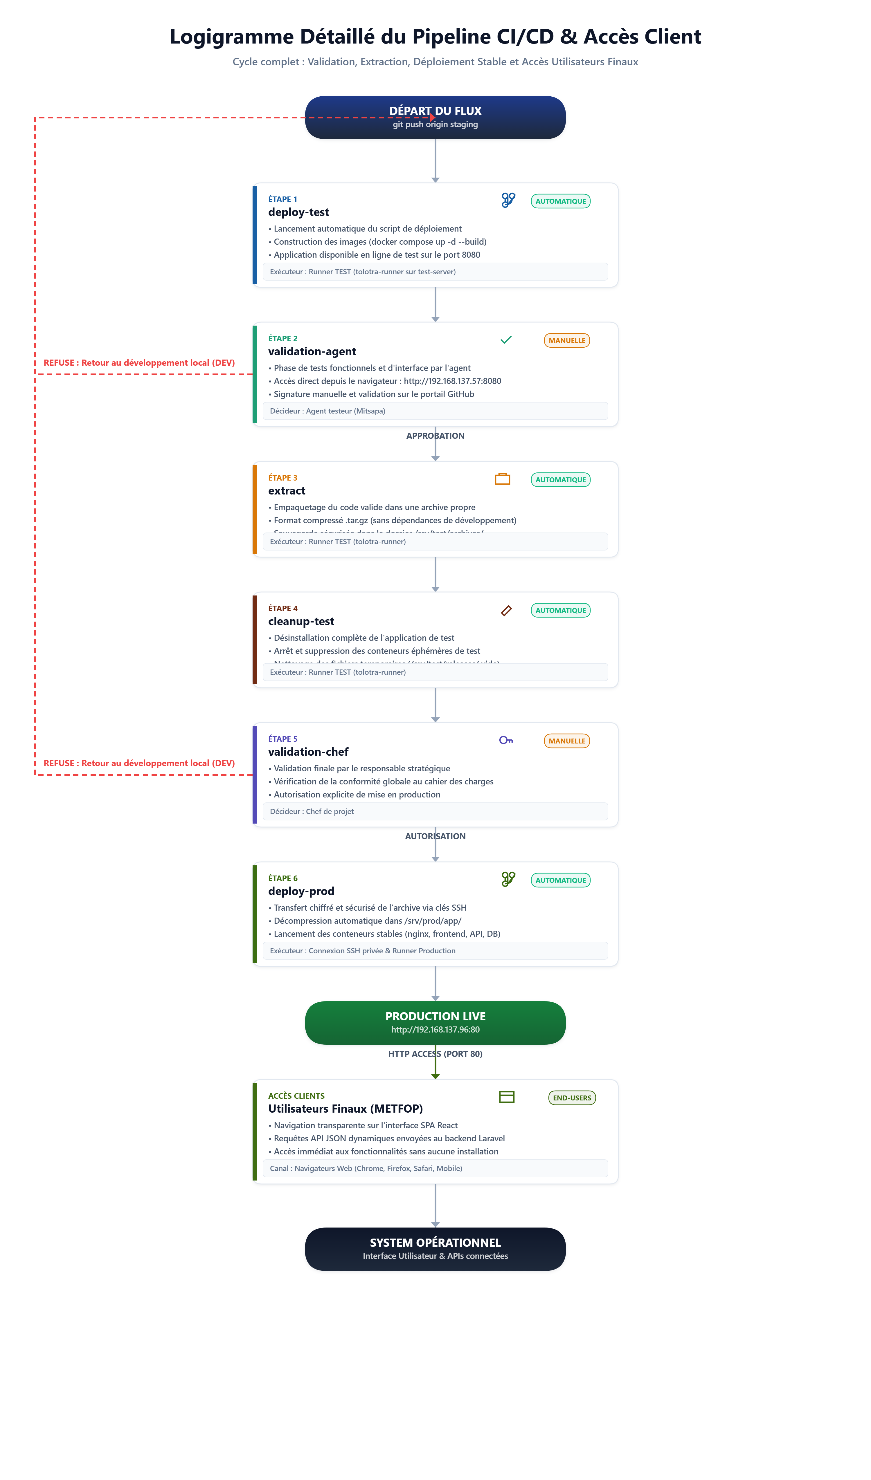 Logigramme Détaillé du Pipeline CI/CD & Accès Client
Cycle complet : Validation, Extraction, Déploiement Stable et Accès Utilisateurs Finaux
DÉPART DU FLUX
git push origin staging
ÉTAPE 1
AUTOMATIQUE
deploy-test
• Lancement automatique du script de déploiement
• Construction des images (docker compose up -d --build)
• Application disponible en ligne de test sur le port 8080
Exécuteur : Runner TEST (tolotra-runner sur test-server)
ÉTAPE 2
MANUELLE
validation-agent
• Phase de tests fonctionnels et d'interface par l'agent
• Accès direct depuis le navigateur : http://192.168.137.57:8080
• Signature manuelle et validation sur le portail GitHub
Décideur : Agent testeur (Mitsapa)
REFUSE : Retour au développement local (DEV)
APPROBATION
ÉTAPE 3
AUTOMATIQUE
extract
• Empaquetage du code valide dans une archive propre
• Format compressé .tar.gz (sans dépendances de développement)
• Sauvegarde sécurisée dans le dossier /srv/test/archives/
Exécuteur : Runner TEST (tolotra-runner)
ÉTAPE 4
AUTOMATIQUE
cleanup-test
• Désinstallation complète de l'application de test
• Arrêt et suppression des conteneurs éphémères de test
• Nettoyage des fichiers temporaires
Exécuteur : Runner TEST (tolotra-runner)
ÉTAPE 5
MANUELLE
validation-chef
• Validation finale par le responsable stratégique
• Vérification de la conformité globale au cahier des charges
• Autorisation explicite de mise en production
Décideur : Chef de projet
REFUSE : Retour au développement local (DEV)
AUTORISATION
ÉTAPE 6
AUTOMATIQUE
deploy-prod
• Transfert chiffré et sécurisé de l'archive via clés SSH
• Décompression automatique dans /srv/prod/app/
• Lancement des conteneurs stables (nginx, frontend, API, DB)
Exécuteur : Connexion SSH privée & Runner Production
PRODUCTION LIVE
http://192.168.137.96:80
HTTP ACCESS (PORT 80)
ACCÈS CLIENTS
END-USERS
Utilisateurs Finaux (METFOP)
• Navigation transparente sur l'interface SPA React
• Requêtes API JSON dynamiques envoyées au backend Laravel
• Accès immédiat aux fonctionnalités sans aucune installation
Canal : Navigateurs Web (Chrome, Firefox, Safari, Mobile)
SYSTEM OPÉRATIONNEL
Interface Utilisateur & APIs connectées